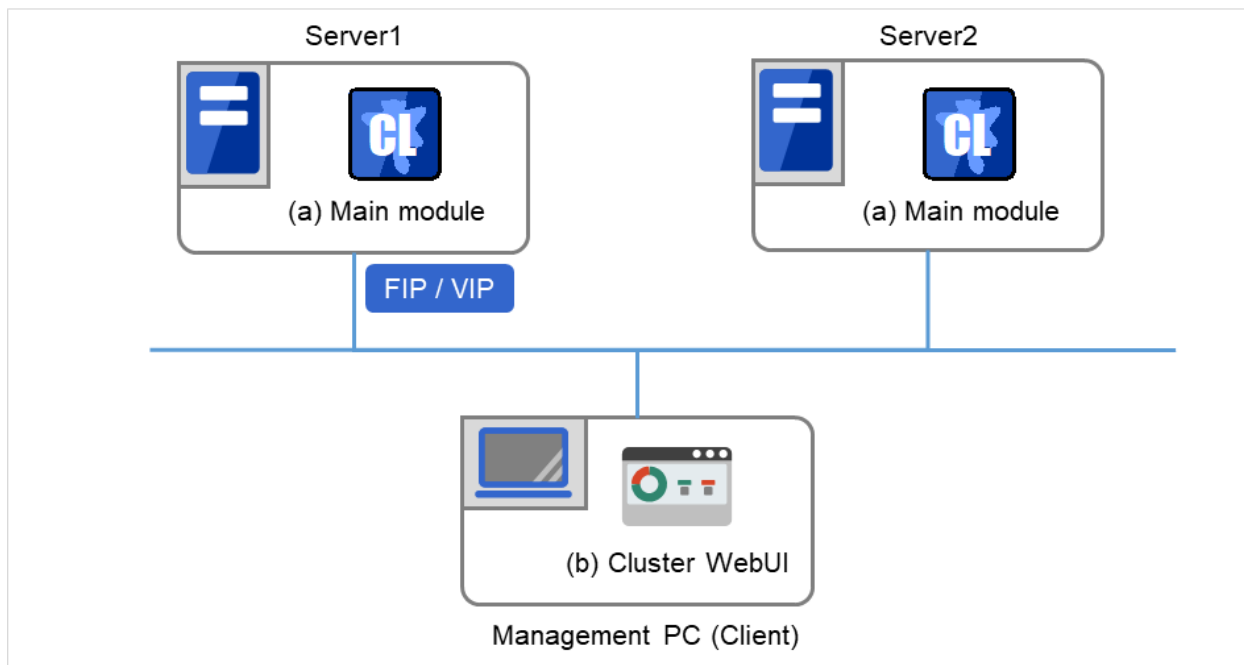 Server1
Server2
CL
CL
(a) Main module
(a) Main module
FIP / VIP
(b) Cluster WebUI
Management PC (Client)